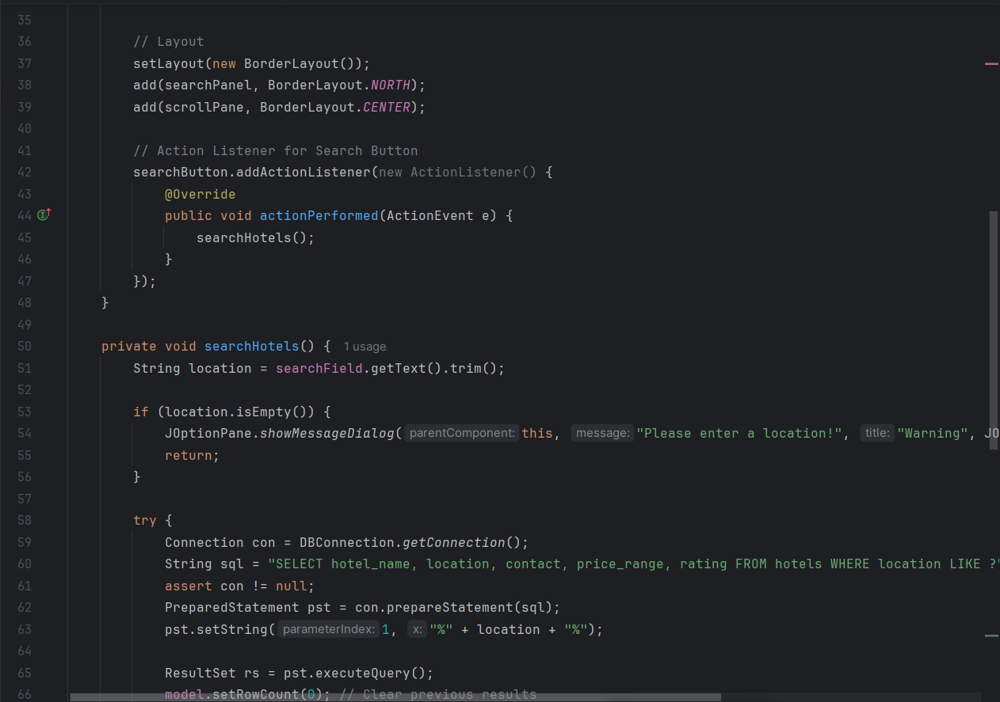 35
36 // Layout
37 setLayout(new BorderLayout());
38 add(searchPanel, BorderLayout.NORTH);
39 add(scrollPane, BorderLayout.CENTER);
40
41 // Action Listener for Search Button
42 searchButton.addActionListener(new ActionListener() {
43 @Override
44 public void actionPerformed(ActionEvent e) {
45 searchHotels();
46 }
47 });
48 }
49
50 private void searchHotels() { 1 usage
51 String location = searchField.getText().trim();
52
53 if (location.isEmpty()) {
54 JOptionPane.showMessageDialog( parentComponent: this, message: "Please enter a location!", title: "Warning", JO
55 return;
56 }
57
58 try {
59 Connection con = DBConnection.getConnection();
60 String sql = "SELECT hotel_name, location, contact, price_range, rating FROM hotels WHERE location LIKE ?"
61 assert con != null;
62 PreparedStatement pst = con.prepareStatement(sql);
63 pst.setString( parameterIndex: 1, x: "%" + location + "%");
64
65 ResultSet rs = pst.executeQuery();
66 model.setRowCount(0); // Clear previous results